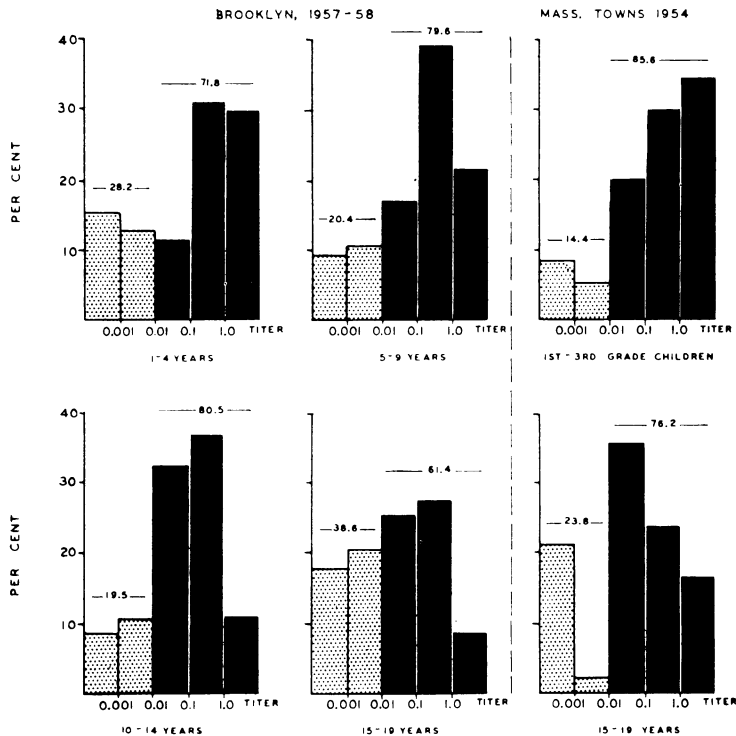 BROOKLYN, 1957-58 MASS. TOWNS 1954
PER CENT
40
30
20
10
28.2
71.8
0.001 0.01 0.1 1.0 TITER
1-4 YEARS
20.4
79.6
0.001 0.01 0.1 1.0 TITER
5-9 YEARS
14.4
85.6
0.001 0.01 0.1 1.0 TITER
1ST-3RD GRADE CHILDREN
PER CENT
40
30
20
10
19.5
80.5
0.001 0.01 0.1 1.0 TITER
10-14 YEARS
38.6
61.4
0.001 0.01 0.1 1.0 TITER
15-19 YEARS
23.8
76.2
0.001 0.01 0.1 1.0 TITER
15-19 YEARS